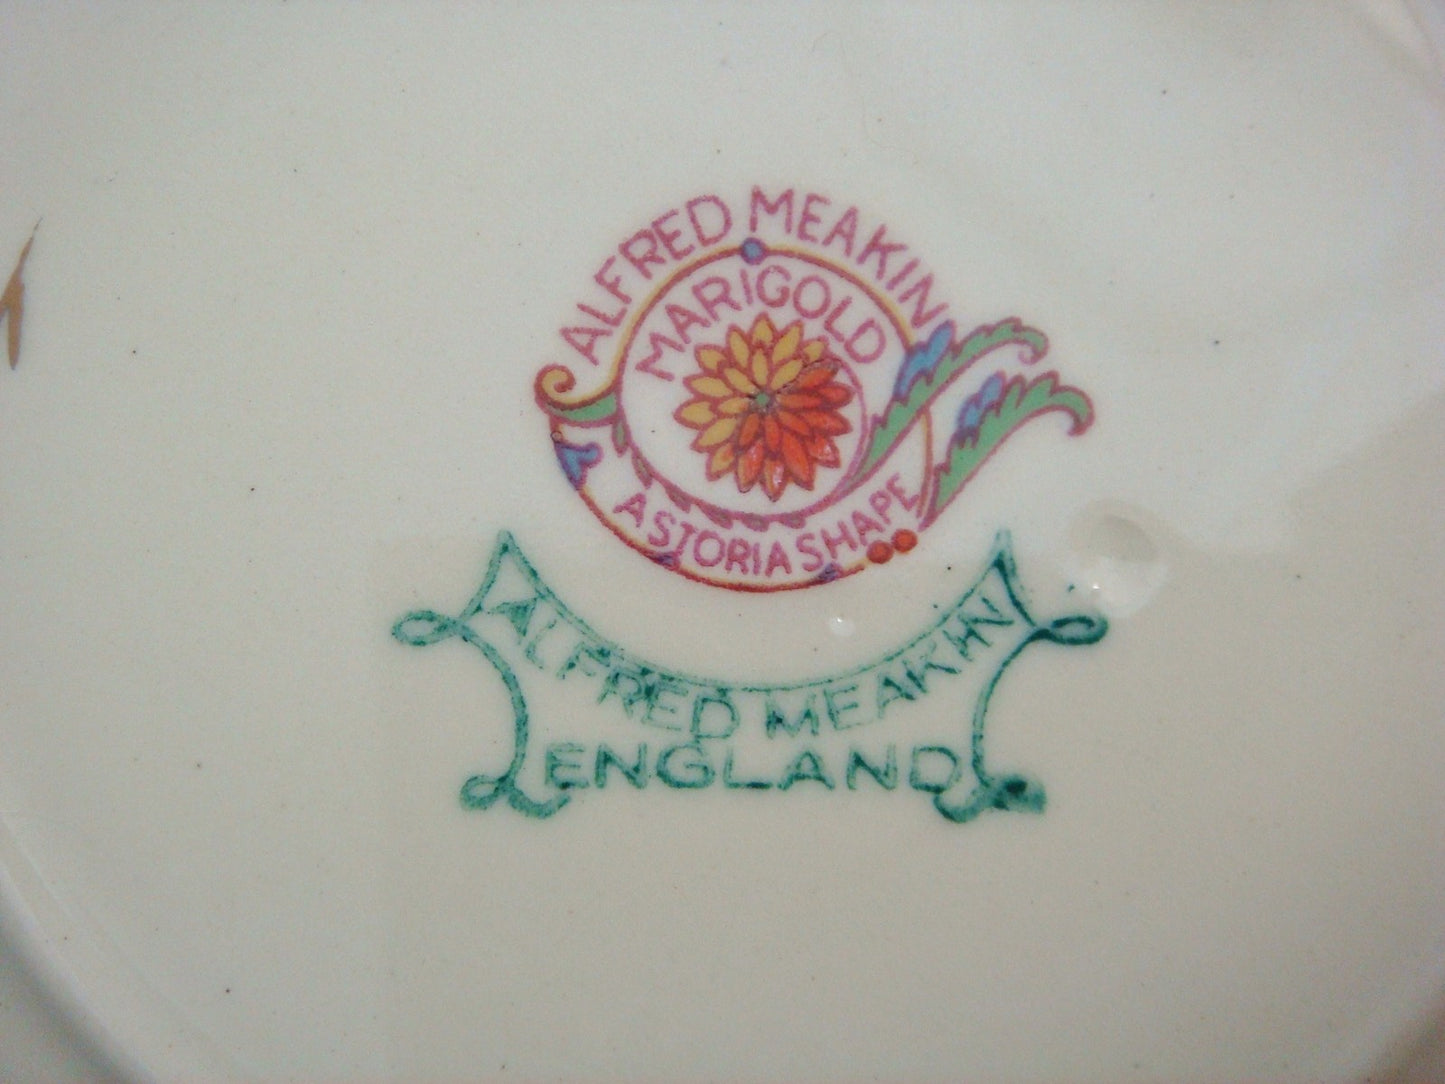 ALFRED MEAKIN
MARIGOLD
ASTORIA SHAPE
ALFRED MEAKIN
ENGLAND